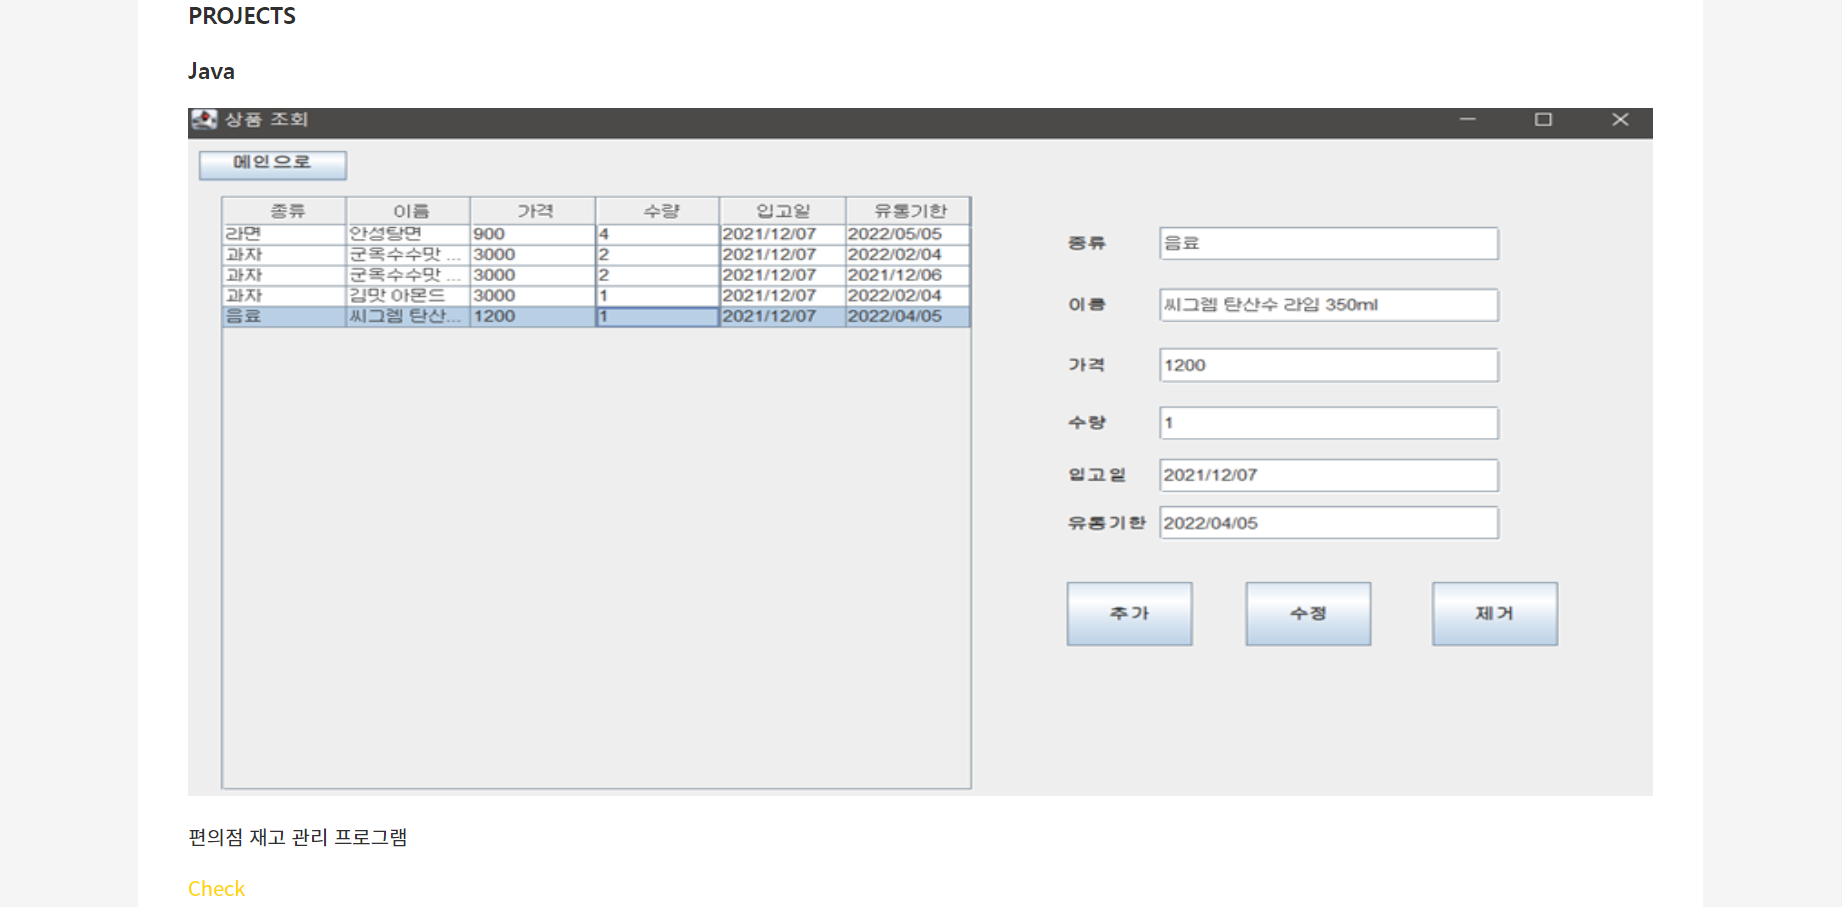 PROJECTS
Java
상품 조회
메인으로
종류 이름 가격 수량 입고일 유통기한
라면 안성탕면 900 4 2021/12/07 2022/05/05
과자 군옥수수맛 ... 3000 2 2021/12/07 2022/02/04
과자 군옥수수맛 ... 3000 2 2021/12/07 2021/12/06
과자 김맛 아몬드 3000 1 2021/12/07 2022/02/04
음료 씨그렘 탄산... 1200 1 2021/12/07 2022/04/05
종류 음료
이름 씨그렘 탄산수 라임 350ml
가격 1200
수량 1
입고일 2021/12/07
유통기한 2022/04/05
추가 수정 제거
편의점 재고 관리 프로그램
Check